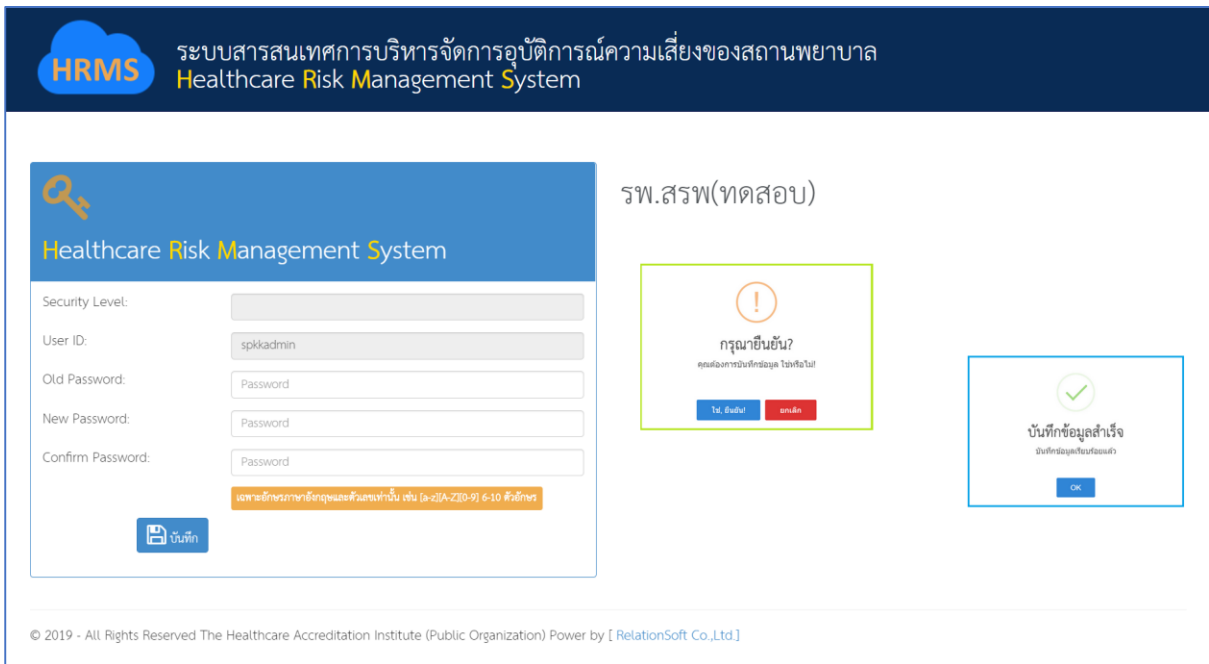 HRMS
ระบบสารสนเทศการบริหารจัดการอุบัติการณ์ความเสี่ยงของสถานพยาบาล
Healthcare Risk Management System
Healthcare Risk Management System
Security Level:
User ID: spkkadmin
Old Password: Password
New Password: Password
Confirm Password: Password
เฉพาะอักษรภาษาอังกฤษและตัวเลขเท่านั้น เช่น [a-z][A-Z][0-9] 6-10 ตัวอักษร
บันทึก
รพ.สรพ(ทดสอบ)
กรุณายืนยัน?
คุณต้องการบันทึกข้อมูล ใช่หรือไม่!
ใช่, ยืนยัน! ยกเลิก
บันทึกข้อมูลสำเร็จ
บันทึกข้อมูลเรียบร้อยแล้ว
OK
© 2019 - All Rights Reserved The Healthcare Accreditation Institute (Public Organization) Power by [ RelationSoft Co.,Ltd.]